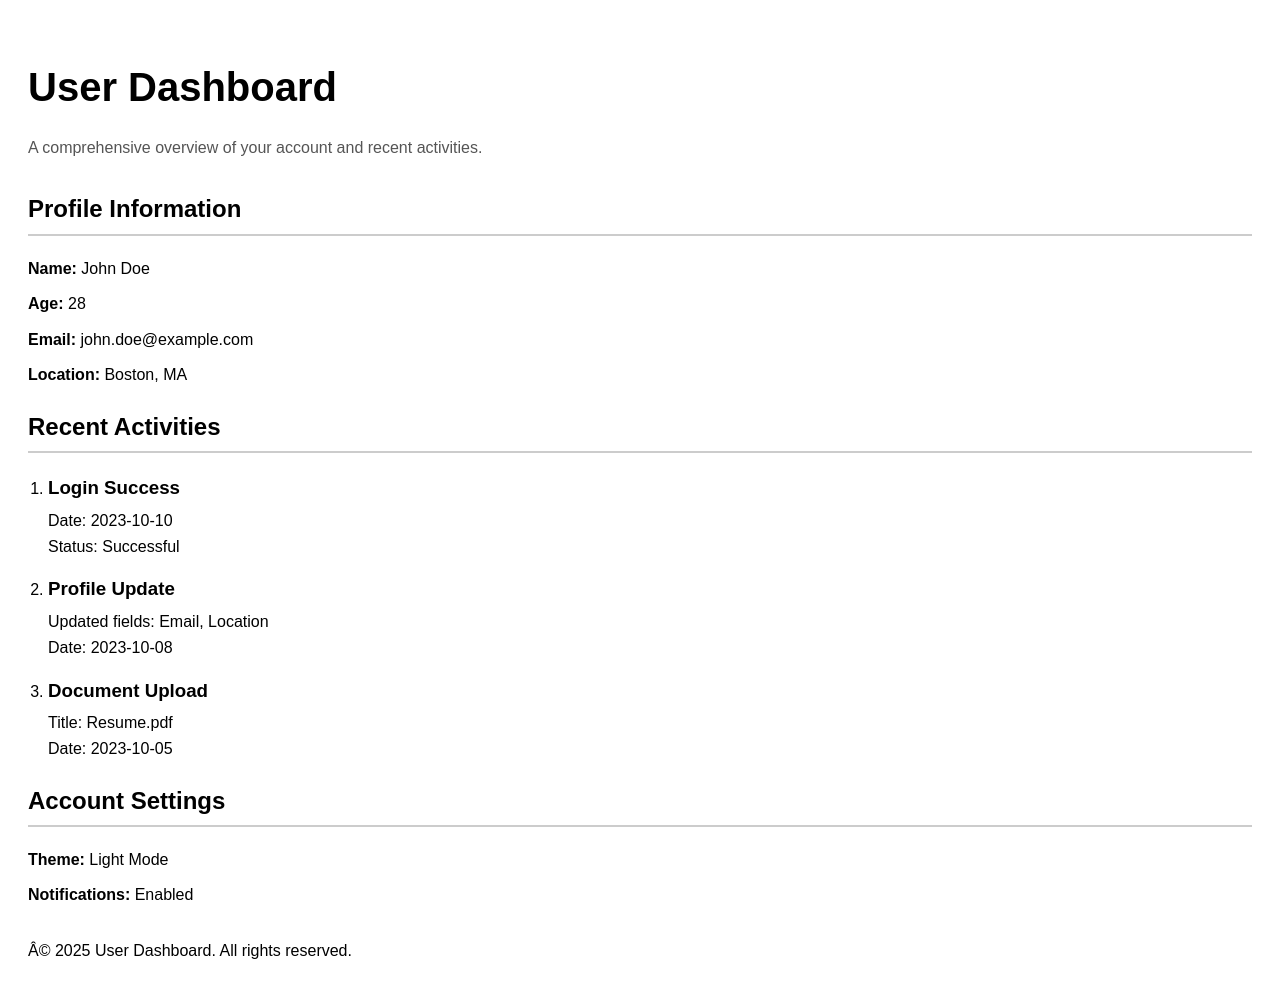 User Dashboard
A comprehensive overview of your account and recent activities.
Profile Information
Name: John Doe
Age: 28
Email: john.doe@example.com
Location: Boston, MA
Recent Activities
1. Login Success
Date: 2023-10-10
Status: Successful
2. Profile Update
Updated fields: Email, Location
Date: 2023-10-08
3. Document Upload
Title: Resume.pdf
Date: 2023-10-05
Account Settings
Theme: Light Mode
Notifications: Enabled
Â© 2025 User Dashboard. All rights reserved.